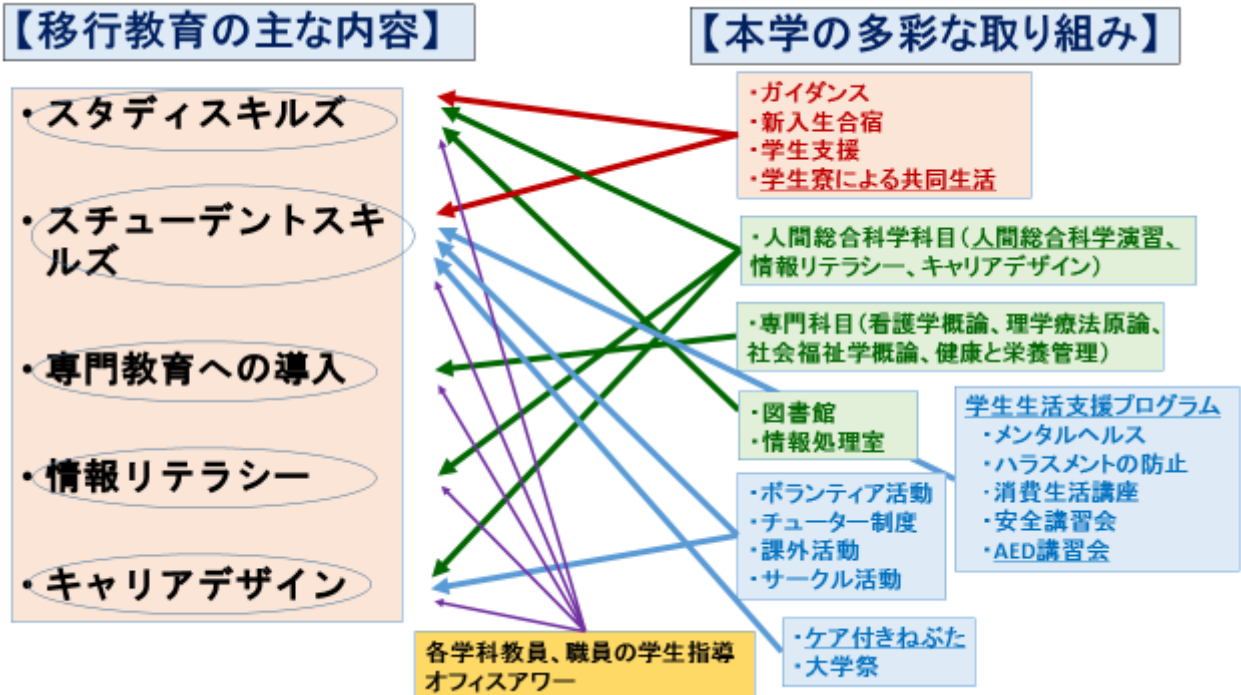 【移行教育の主な内容】
・スタディスキルズ
・スチューデントスキ
ルズ
・専門教育への導入
・情報リテラシー
・キャリアデザイン
【本学の多彩な取り組み】
・ガイダンス
・新入生合宿
・学生支援
・学生寮による共同生活
・人間総合科学科目（人間総合科学演習、
情報リテラシー、キャリアデザイン）
・専門科目（看護学概論、理学療法原論、
社会福祉学概論、健康と栄養管理）
・図書館
・情報処理室
学生生活支援プログラム
・メンタルヘルス
・ハラスメントの防止
・消費生活講座
・安全講習会
・AED講習会
・ボランティア活動
・チューター制度
・課外活動
・サークル活動
・ケア付きねぶた
・大学祭
各学科教員、職員の学生指導
オフィスアワー